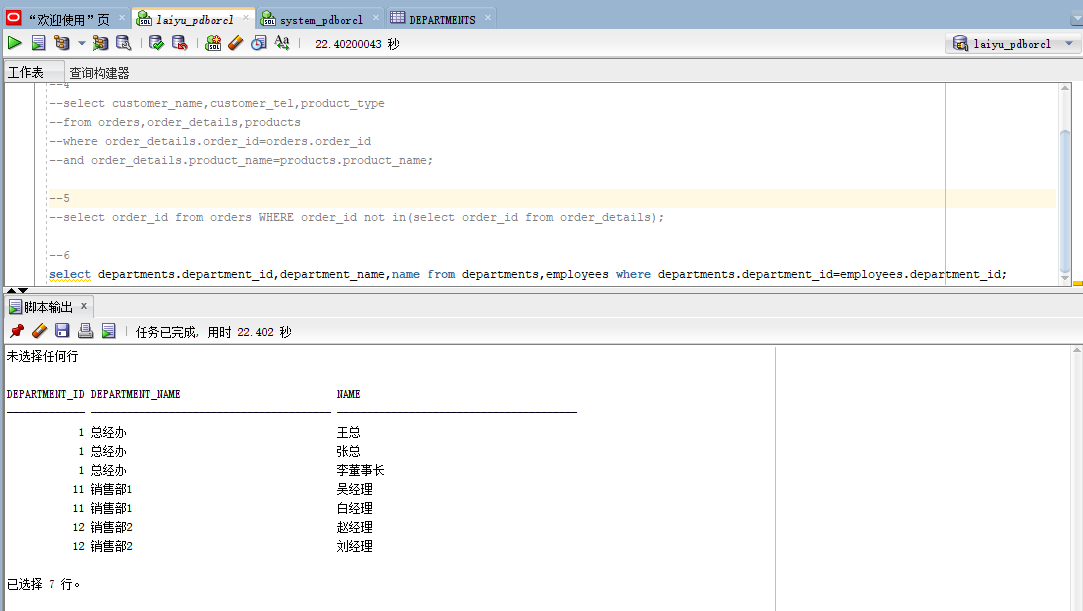 “欢迎使用”页 laiyu_pdborcl system_pdborcl DEPARTMENTS
22.40200043 秒 laiyu_pdborcl
工作表 查询构建器
--4
--select customer_name,customer_tel,product_type
--from orders,order_details,products
--where order_details.order_id=orders.order_id
--and order_details.product_name=products.product_name;
--5
--select order_id from orders WHERE order_id not in(select order_id from order_details);
--6
select departments.department_id,department_name,name from departments,employees where departments.department_id=employees.department_id;
脚本输出
任务已完成, 用时 22.402 秒
未选择任何行
DEPARTMENT_ID DEPARTMENT_NAME NAME
1 总经办 王总
1 总经办 张总
1 总经办 李董事长
11 销售部1 吴经理
11 销售部1 白经理
12 销售部2 赵经理
12 销售部2 刘经理
已选择 7 行。